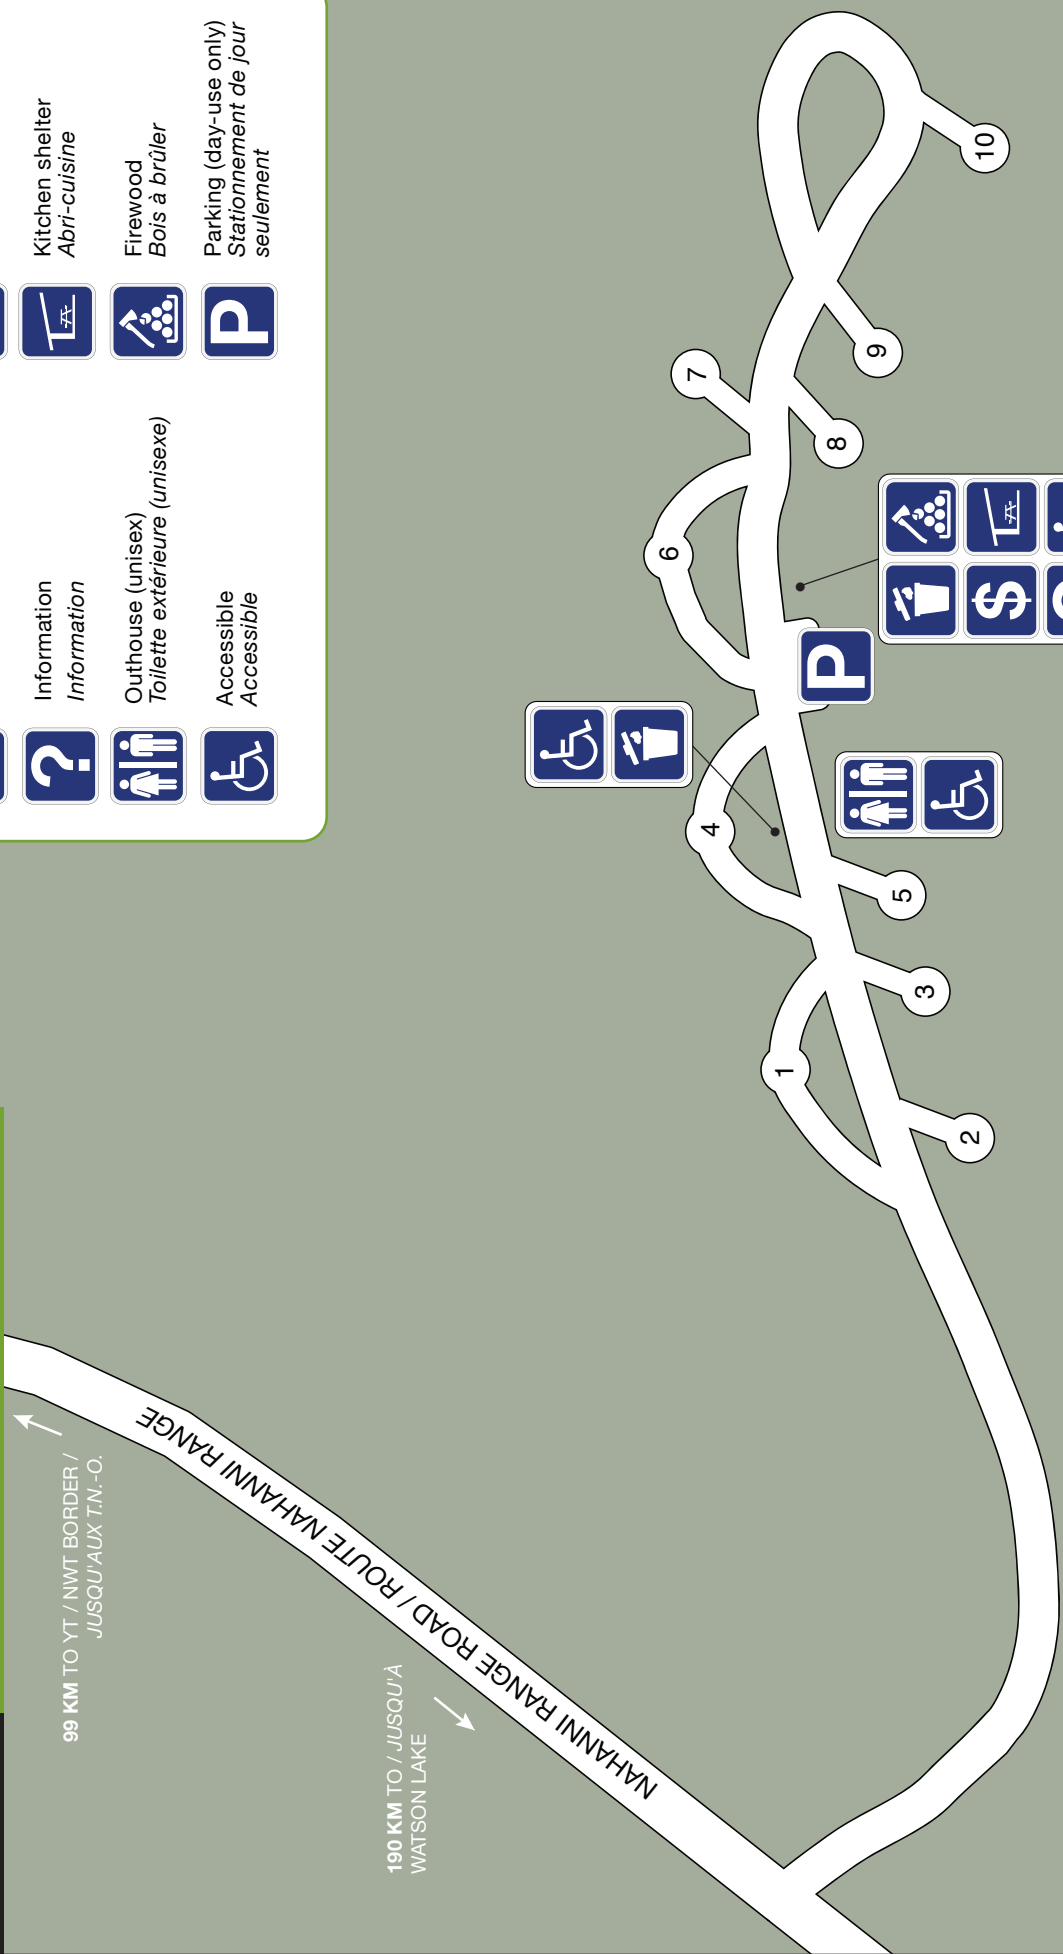 Kitchen shelter
Abri-cuisine
Firewood
Bois à brûler
Parking (day-use only)
Stationnement de jour
seulement
P
?
Information
Information
Outhouse (unisex)
Toilette extérieure (unisexe)
Accessible
Accessible
99 KM TO YT / NWT BORDER /
JUSQU'AUX T.N.-O.
190 KM TO / JUSQU'À
WATSON LAKE
NAHANNI RANGE ROAD / ROUTE NAHANNI RANGE
1
2
3
4
5
6
7
8
9
10
P
$